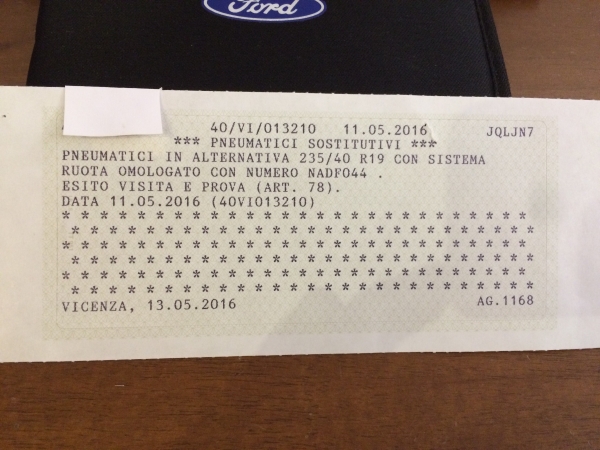 Ford
40/VI/013210 11.05.2016 JQLJN7
*** PNEUMATICI SOSTITUTIVI ***
PNEUMATICI IN ALTERNATIVA 235/40 R19 CON SISTEMA
RUOTA OMOLOGATO CON NUMERO NADF044 .
ESITO VISITA E PROVA (ART. 78).
DATA 11.05.2016 (40VI013210)
* * * * * * * * * * * * * * * * * * * * * * * * * *
* * * * * * * * * * * * * * * * * * * * * * * * * *
* * * * * * * * * * * * * * * * * * * * * * * * * *
* * * * * * * * * * * * * * * * * * * * * * * * * *
* * * * * * * * * * * * * * * * * * * * * * * * * *
* * * * * * * * * * * * * * * * * * * * * * * * * *
VICENZA, 13.05.2016 AG.1168